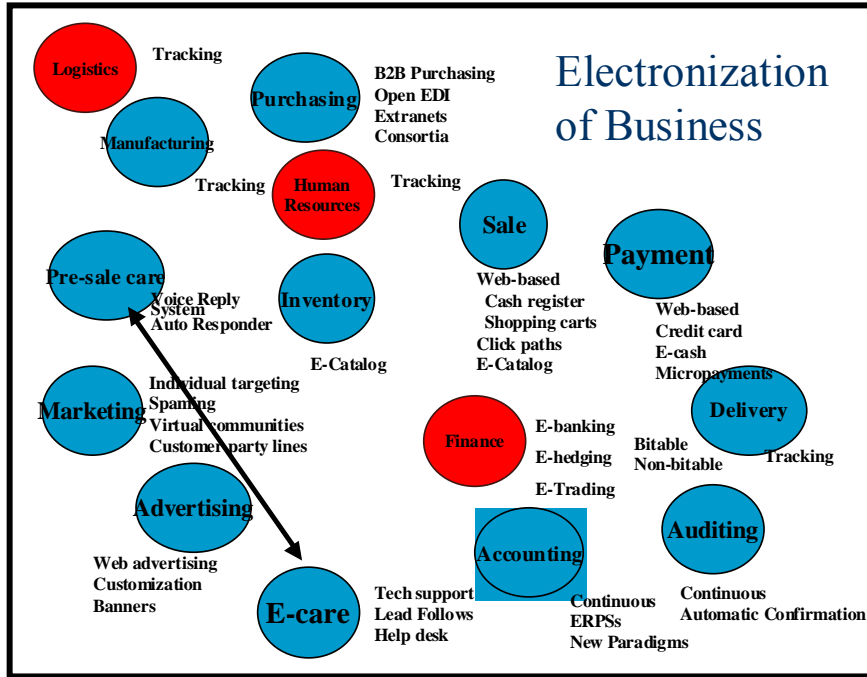 Electronization
of Business
Logistics
Tracking
Manufacturing
Tracking
Purchasing
B2B Purchasing
Open EDI
Extranets
Consortia
Human
Resources
Tracking
Sale
Web-based
Cash register
Shopping carts
Click paths
E-Catalog
Payment
Web-based
Credit card
E-cash
Micropayments
Pre-sale care
Voice Reply
System
Auto Responder
Inventory
E-Catalog
Marketing
Individual targeting
Spaming
Virtual communities
Customer party lines
Finance
E-banking
E-hedging
E-Trading
Delivery
Bitable
Non-bitable
Tracking
Advertising
Web advertising
Customization
Banners
E-care
Tech support
Lead Follows
Help desk
Accounting
Continuous
ERPSs
New Paradigms
Auditing
Continuous
Automatic Confirmation